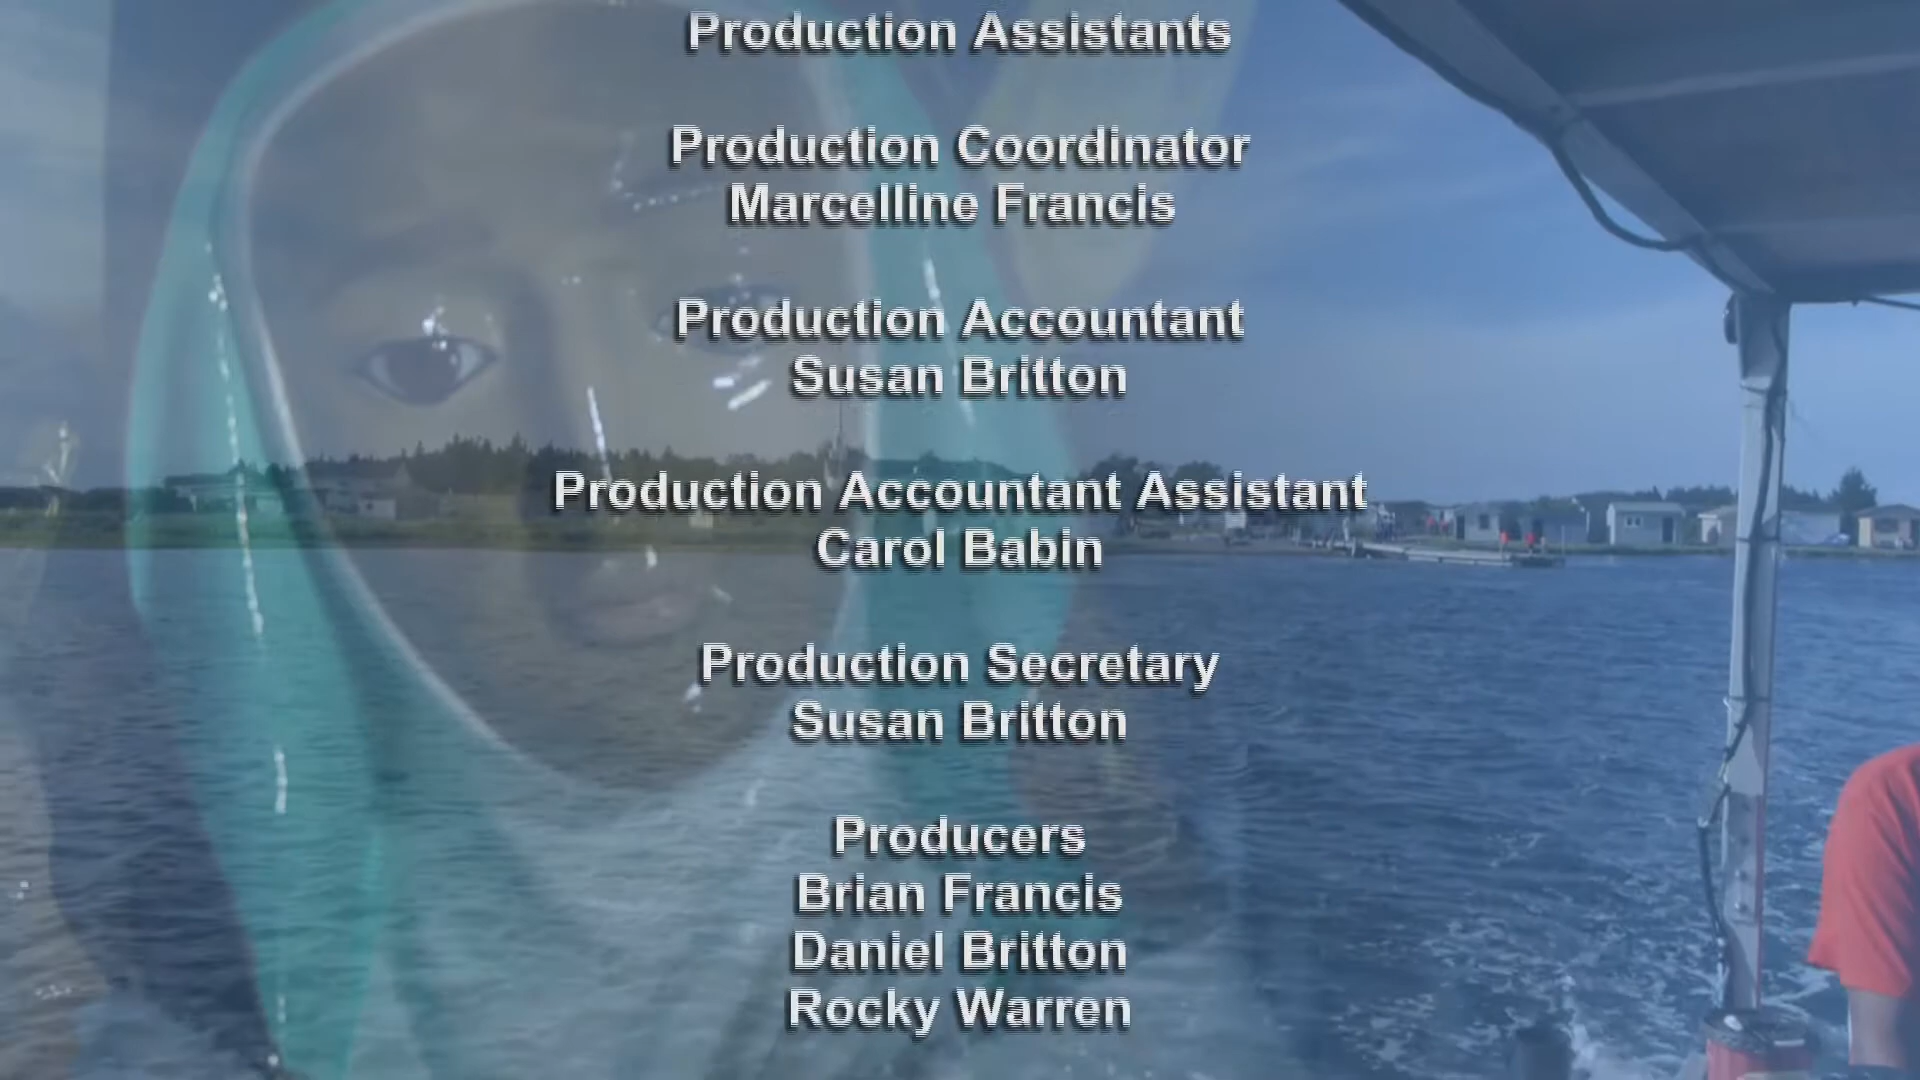 Production Assistants
Production Coordinator
Marcelline Francis
Production Accountant
Susan Britton
Production Accountant Assistant
Carol Babin
Production Secretary
Susan Britton
Producers
Brian Francis
Daniel Britton
Rocky Warren